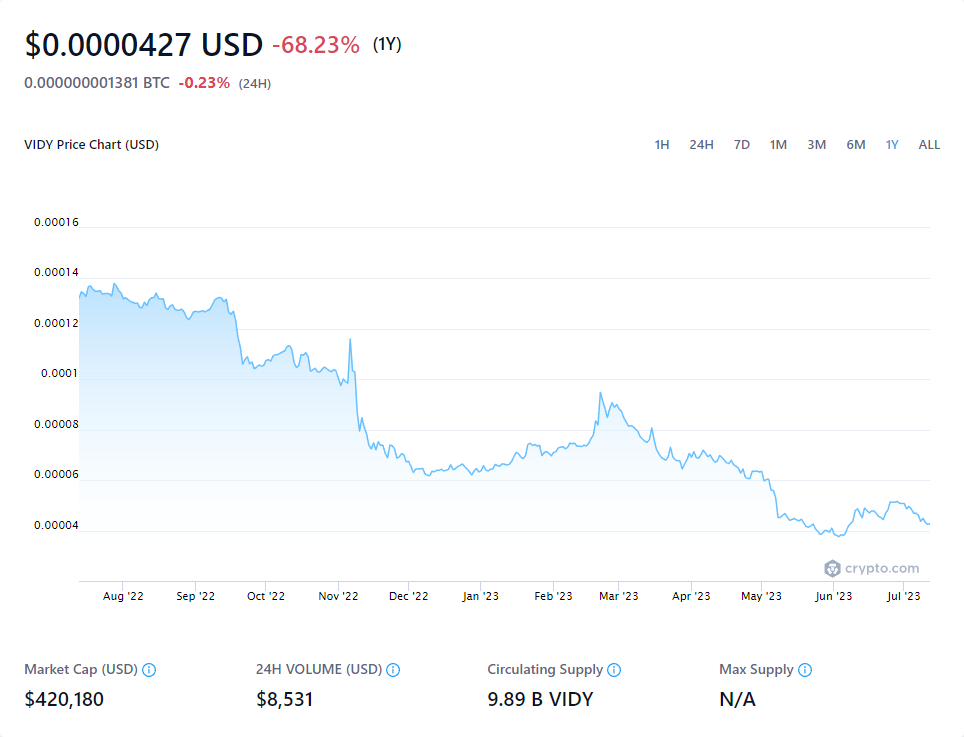 $0.0000427 USD -68.23% (1Y)
0.000000001381 BTC -0.23% (24H)
VIDY Price Chart (USD) 1H 24H 7D 1M 3M 6M 1Y ALL
0.00016
0.00014
0.00012
0.0001
0.00008
0.00006
0.00004
crypto.com
Aug '22 Sep '22 Oct '22 Nov '22 Dec '22 Jan '23 Feb '23 Mar '23 Apr '23 May '23 Jun '23 Jul '23
Market Cap (USD) 24H VOLUME (USD) Circulating Supply Max Supply
$420,180 $8,531 9.89 B VIDY N/A